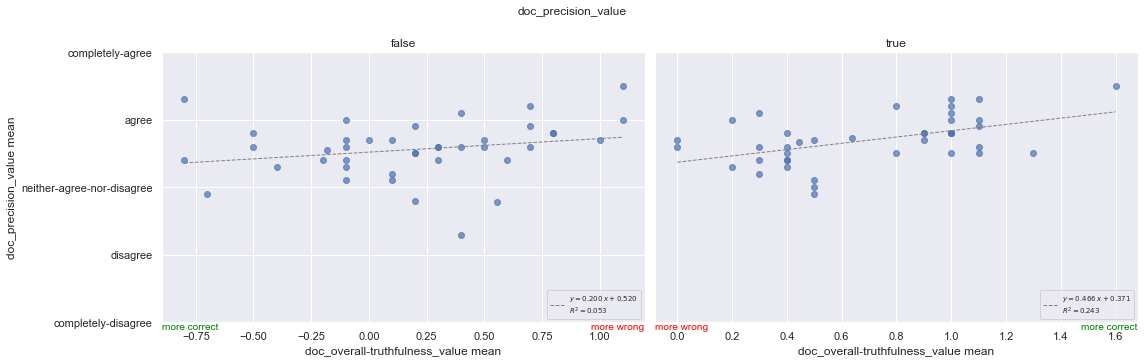 doc_precision_value
false
true
doc_precision_value mean
completely-agree
agree
neither-agree-nor-disagree
disagree
completely-disagree
y = 0.200 x + 0.520
R² = 0.053
y = 0.466 x + 0.371
R² = 0.243
more correct
more wrong
more wrong
more correct
−0.75 −0.50 −0.25 0.00 0.25 0.50 0.75 1.00
0.0 0.2 0.4 0.6 0.8 1.0 1.2 1.4 1.6
doc_overall-truthfulness_value mean
doc_overall-truthfulness_value mean